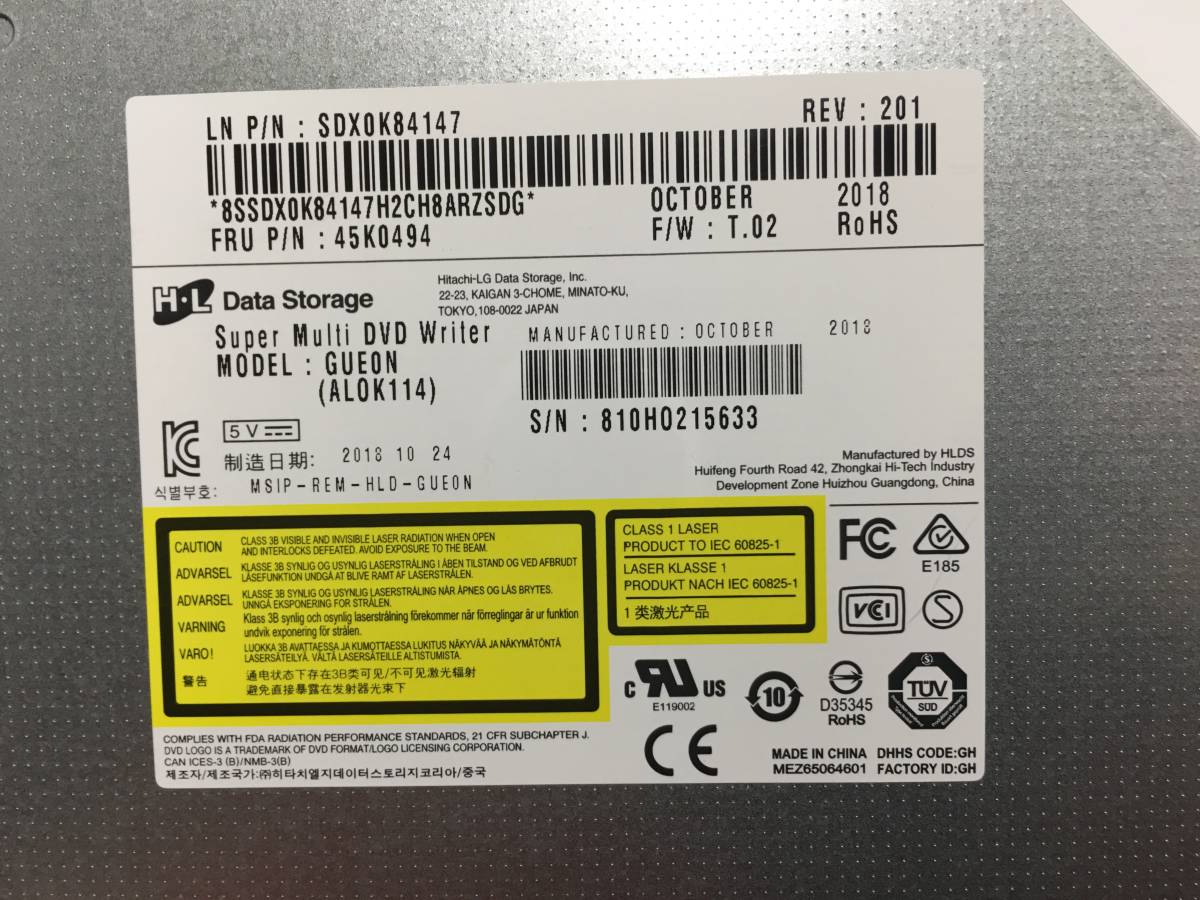 LN P/N : SDX0K84147 REV : 201
*8SSDX0K84147H2CH8ARZSDG* OCTOBER 2018
FRU P/N : 45K0494 F/W : T.02 RoHS
H·L Data Storage
Hitachi-LG Data Storage, Inc.
22-23, KAIGAN 3-CHOME, MINATO-KU,
TOKYO,108-0022 JAPAN
Super Multi DVD Writer MANUFACTURED : OCTOBER 2018
MODEL : GUE0N
(ALOK114)
S/N : 810HO215633
5 V
制造日期: 2018 10 24
식별부호: MSIP-REM-HLD-GUE0N
Manufactured by HLDS
Huifeng Fourth Road 42, Zhongkai Hi-Tech Industry
Development Zone Huizhou Guangdong, China
CAUTION CLASS 3B VISIBLE AND INVISIBLE LASER RADIATION WHEN OPEN
AND INTERLOCKS DEFEATED. AVOID EXPOSURE TO THE BEAM.
ADVARSEL KLASSE 3B SYNLIG OG USYNLIG LASERSTRÅLING I ÅBEN TILSTAND OG VED AFBRUDT
LÅSEFUNKTION UNDGÅ AT BLIVE RAMT AF LASERSTRÅLEN.
ADVARSEL KLASSE 3B SYNLIG OG USYNLIG LASERSTRÅLING NÅR ÅPNES OG LÅS BRYTES.
UNNGÅ EKSPONERING FOR STRÅLEN.
VARNING Klass 3B synlig och osynlig laserstrålning förekommer når förreglingar är ur funktion
undvik exponering för strålen.
VARO! LUOKKA 3B AVATTAESSA JA KUMOTTAESSA LUKITUS NÄKYVÄÄ JA NÄKYMÄTÖNTÄ
LASERSÄTEILYÄ. VÄLTÄ LASERSÄTEILLE ALTISTUMISTA.
警告 通电状态下存在3B类可见/不可见激光辐射
避免直接暴露在发射器光束下
CLASS 1 LASER
PRODUCT TO IEC 60825-1
LASER KLASSE 1
PRODUKT NACH IEC 60825-1
1 类激光产品
FC
E185
VCI
S
c RU US
E119002
10
D35345
RoHS
TÜV
SÜD
CE
COMPLIES WITH FDA RADIATION PERFORMANCE STANDARDS, 21 CFR SUBCHAPTER J.
DVD LOGO IS A TRADEMARK OF DVD FORMAT/LOGO LICENSING CORPORATION.
CAN ICES-3 (B)/NMB-3(B)
제조자/제조국가:㈜히타치엘지데이터스토리지코리아/중국
MADE IN CHINA DHHS CODE:GH
MEZ65064601 FACTORY ID:GH